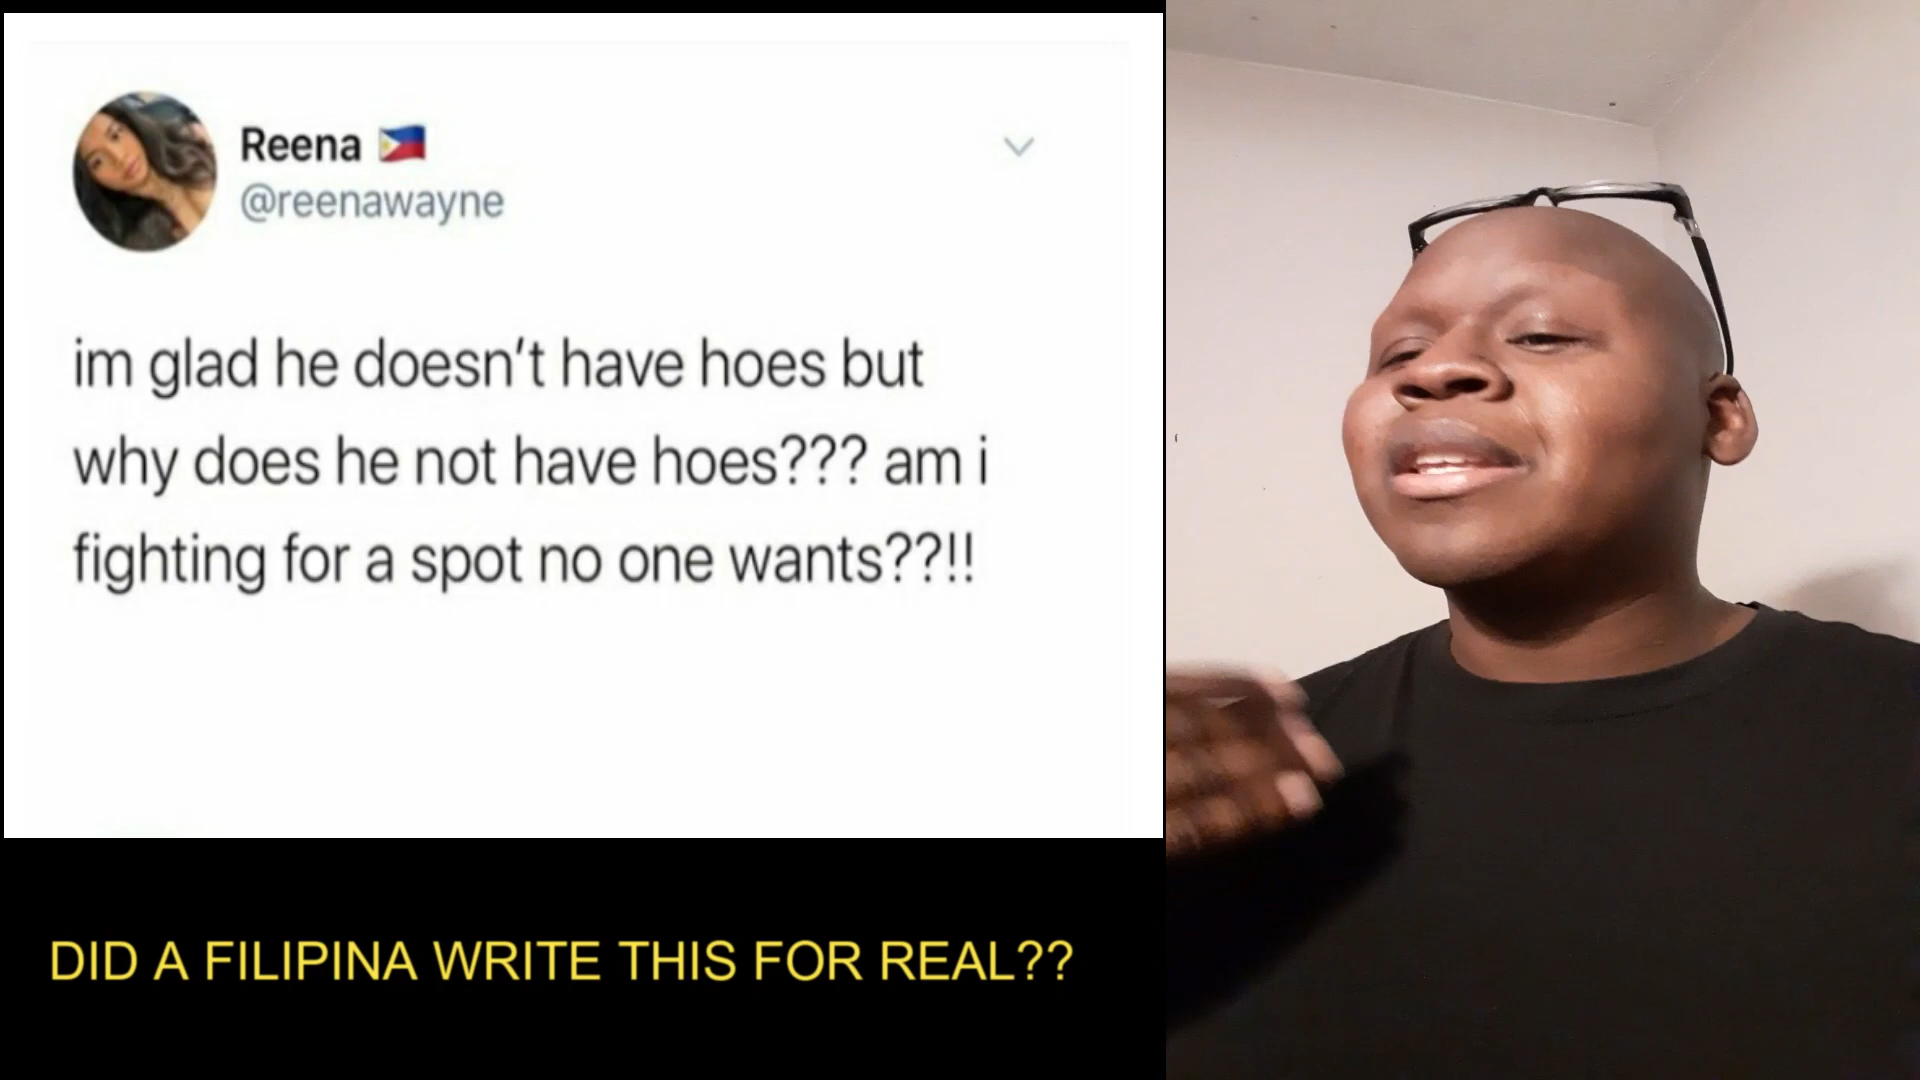 Reena 🇵🇭
@reenawayne
im glad he doesn't have hoes but
why does he not have hoes??? am i
fighting for a spot no one wants??!!
DID A FILIPINA WRITE THIS FOR REAL??